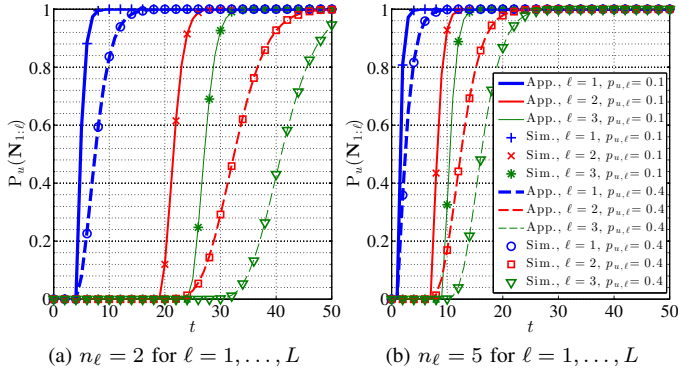 1
0.8
0.6
0.4
0.2
0
P_u(N_{1:ℓ})
0 10 20 30 40 50
t
(a) n_ℓ = 2 for ℓ = 1, . . . , L
1
0.8
0.6
0.4
0.2
0
P_u(N_{1:ℓ})
0 10 20 30 40 50
t
App., ℓ = 1, p_{u,ℓ} = 0.1
App., ℓ = 2, p_{u,ℓ} = 0.1
App., ℓ = 3, p_{u,ℓ} = 0.1
Sim., ℓ = 1, p_{u,ℓ} = 0.1
Sim., ℓ = 2, p_{u,ℓ} = 0.1
Sim., ℓ = 3, p_{u,ℓ} = 0.1
App., ℓ = 1, p_{u,ℓ} = 0.4
App., ℓ = 2, p_{u,ℓ} = 0.4
App., ℓ = 3, p_{u,ℓ} = 0.4
Sim., ℓ = 1, p_{u,ℓ} = 0.4
Sim., ℓ = 2, p_{u,ℓ} = 0.4
Sim., ℓ = 3, p_{u,ℓ} = 0.4
(b) n_ℓ = 5 for ℓ = 1, . . . , L